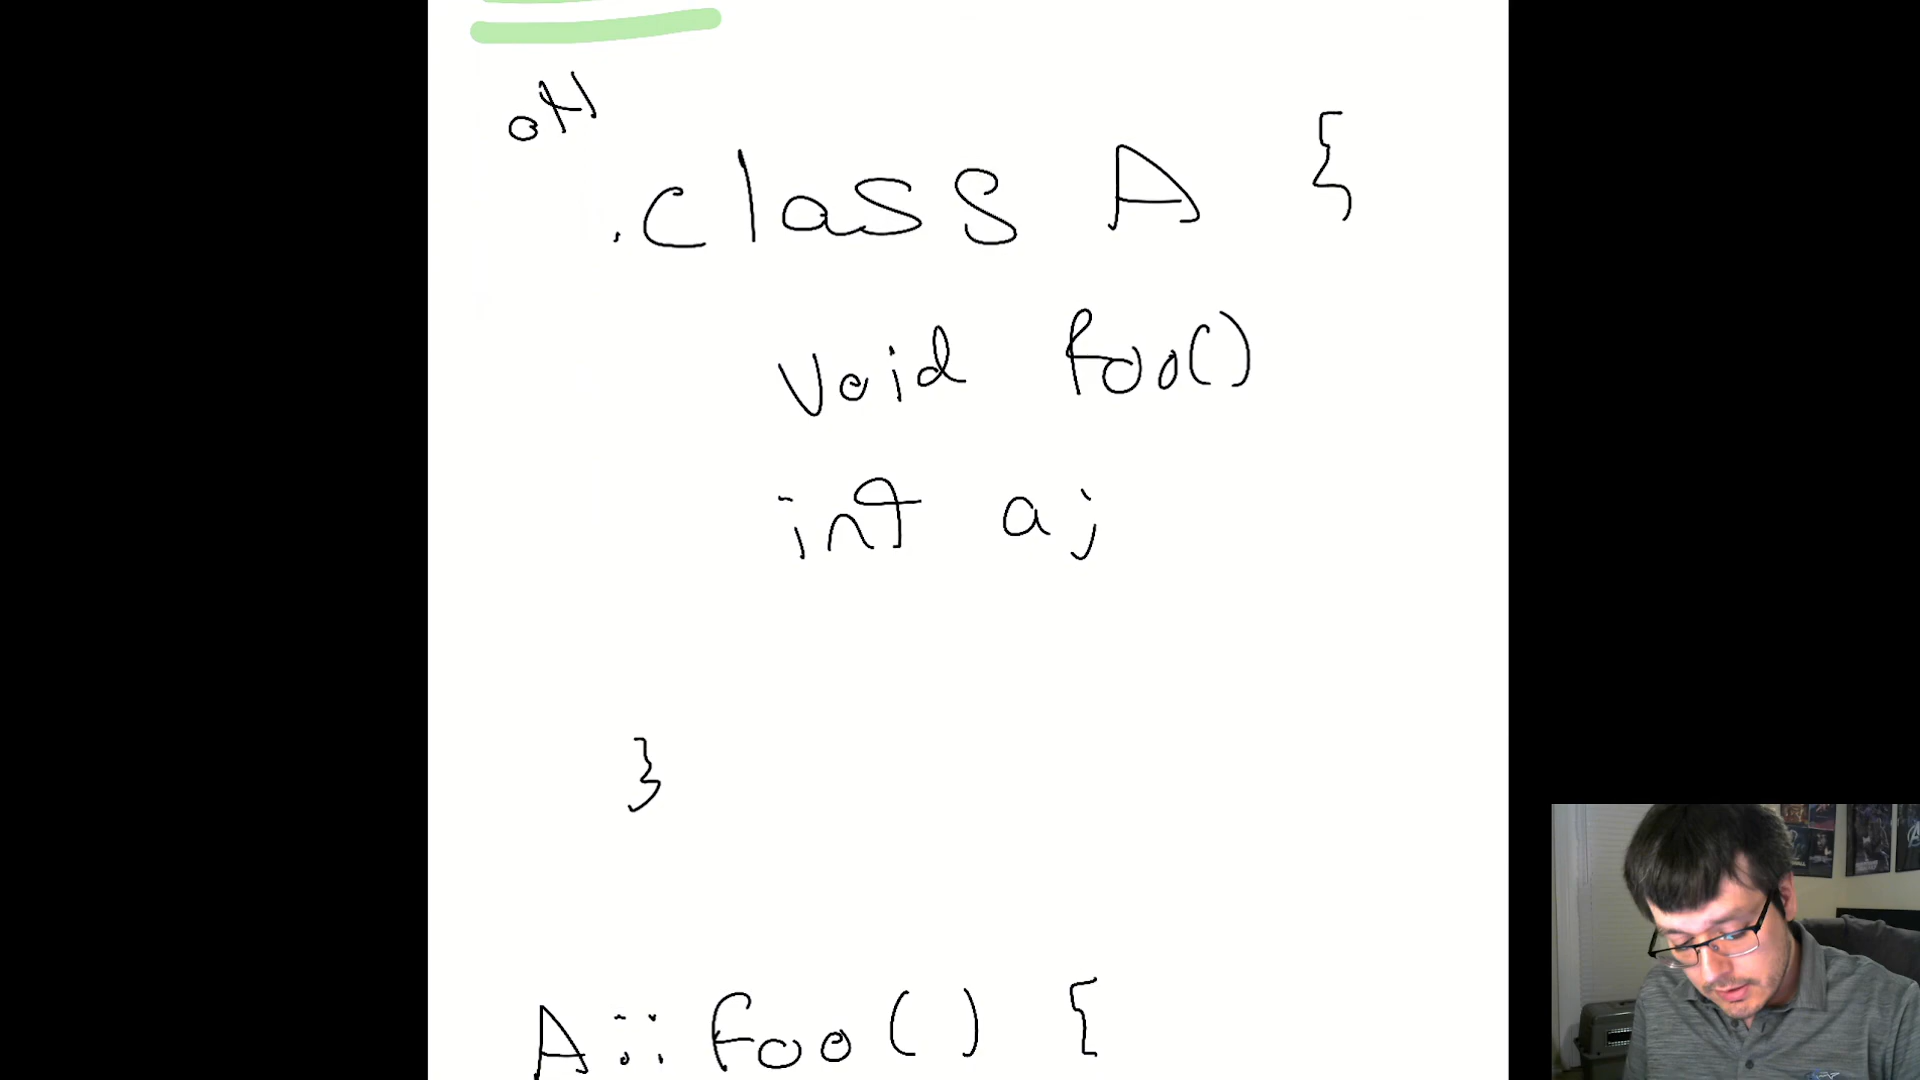 .class A {
void foo()
int a;
}
A::foo() {